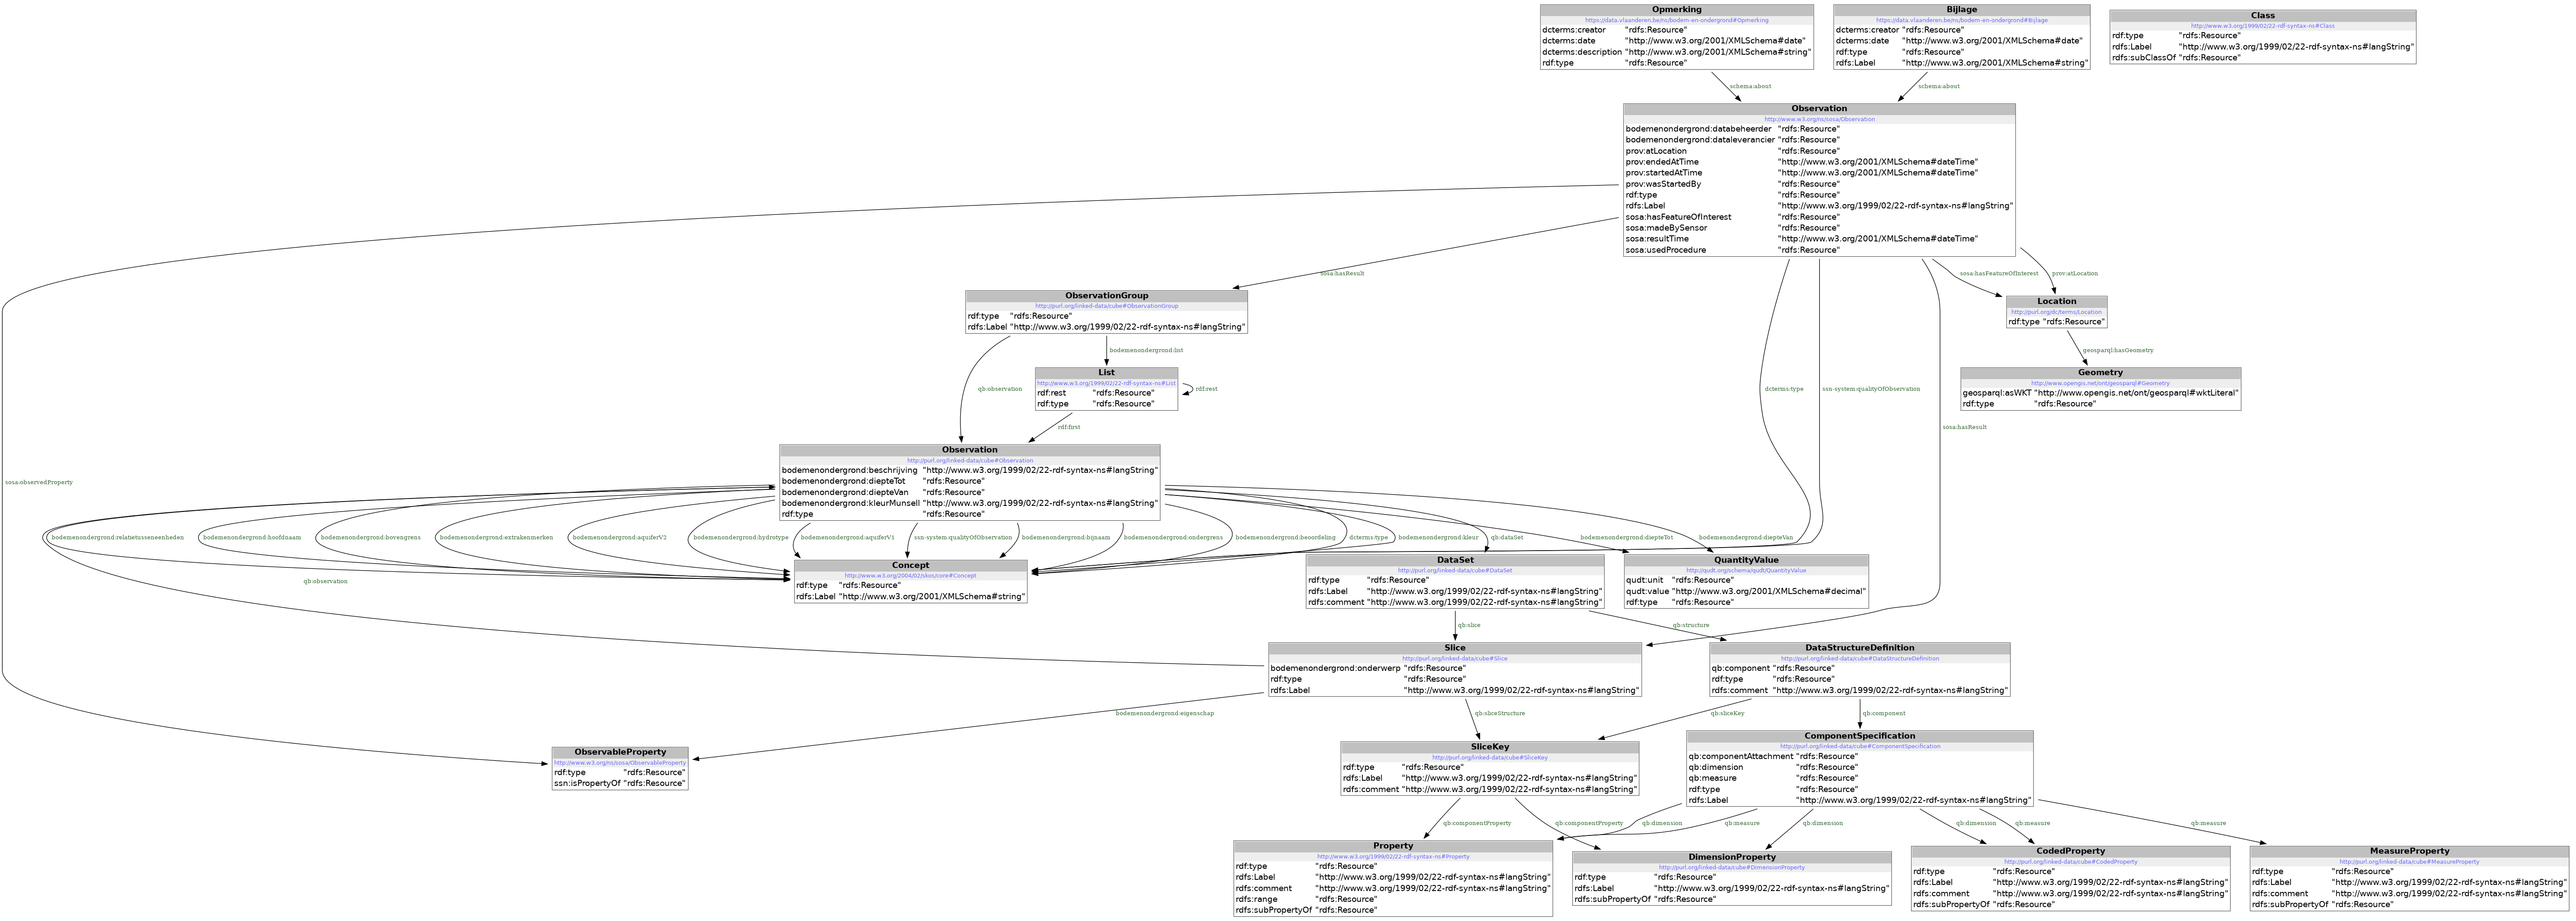 Opmerking
https://data.vlaanderen.be/ns/bodem-en-ondergrond#Opmerking
dcterms:creator "rdfs:Resource"
dcterms:date "http://www.w3.org/2001/XMLSchema#date"
dcterms:description "http://www.w3.org/2001/XMLSchema#string"
rdf:type "rdfs:Resource"
Bijlage
https://data.vlaanderen.be/ns/bodem-en-ondergrond#Bijlage
dcterms:creator "rdfs:Resource"
dcterms:date "http://www.w3.org/2001/XMLSchema#date"
rdf:type "rdfs:Resource"
rdfs:Label "http://www.w3.org/2001/XMLSchema#string"
Class
http://www.w3.org/1999/02/22-rdf-syntax-ns#Class
rdf:type "rdfs:Resource"
rdfs:Label "http://www.w3.org/1999/02/22-rdf-syntax-ns#langString"
rdfs:subClassOf "rdfs:Resource"
schema:about
schema:about
Observation
http://www.w3.org/ns/sosa/Observation
bodemenondergrond:databeheerder "rdfs:Resource"
bodemenondergrond:dataleverancier "rdfs:Resource"
prov:atLocation "rdfs:Resource"
prov:endedAtTime "http://www.w3.org/2001/XMLSchema#dateTime"
prov:startedAtTime "http://www.w3.org/2001/XMLSchema#dateTime"
prov:wasStartedBy "rdfs:Resource"
rdf:type "rdfs:Resource"
rdfs:Label "http://www.w3.org/1999/02/22-rdf-syntax-ns#langString"
sosa:hasFeatureOfInterest "rdfs:Resource"
sosa:madeBySensor "rdfs:Resource"
sosa:resultTime "http://www.w3.org/2001/XMLSchema#dateTime"
sosa:usedProcedure "rdfs:Resource"
sosa:hasResult
sosa:hasFeatureOfInterest
prov:atLocation
ObservationGroup
http://purl.org/linked-data/cube#ObservationGroup
rdf:type "rdfs:Resource"
rdfs:Label "http://www.w3.org/1999/02/22-rdf-syntax-ns#langString"
Location
http://purl.org/dc/terms/Location
rdf:type "rdfs:Resource"
bodemenondergrond:list
geosparql:hasGeometry
List
http://www.w3.org/1999/02/22-rdf-syntax-ns#List
rdf:rest "rdfs:Resource"
rdf:type "rdfs:Resource"
rdf:rest
qb:observation
dcterms:type
ssn-system:qualityOfObservation
Geometry
http://www.opengis.net/ont/geosparql#Geometry
geosparql:asWKT "http://www.opengis.net/ont/geosparql#wktLiteral"
rdf:type "rdfs:Resource"
rdf:first
sosa:hasResult
sosa:observedProperty
Observation
http://purl.org/linked-data/cube#Observation
bodemenondergrond:beschrijving "http://www.w3.org/1999/02/22-rdf-syntax-ns#langString"
bodemenondergrond:diepteTot "rdfs:Resource"
bodemenondergrond:diepteVan "rdfs:Resource"
bodemenondergrond:kleurMunsell "http://www.w3.org/1999/02/22-rdf-syntax-ns#langString"
rdf:type "rdfs:Resource"
bodemenondergrond:relatietusseneenheden
bodemenondergrond:hoofdnaam
bodemenondergrond:bovengrens
bodemenondergrond:extrakenmerken
bodemenondergrond:aquiferV2
bodemenondergrond:hydrotype
bodemenondergrond:aquiferV1
ssn-system:qualityOfObservation
bodemenondergrond:bijnaam
bodemenondergrond:ondergrens
bodemenondergrond:beoordeling
dcterms:type
bodemenondergrond:kleur
qb:dataSet
bodemenondergrond:diepteTot
bodemenondergrond:diepteVan
Concept
http://www.w3.org/2004/02/skos/core#Concept
rdf:type "rdfs:Resource"
rdfs:Label "http://www.w3.org/2001/XMLSchema#string"
DataSet
http://purl.org/linked-data/cube#DataSet
rdf:type "rdfs:Resource"
rdfs:Label "http://www.w3.org/1999/02/22-rdf-syntax-ns#langString"
rdfs:comment "http://www.w3.org/1999/02/22-rdf-syntax-ns#langString"
QuantityValue
http://qudt.org/schema/qudt/QuantityValue
qudt:unit "rdfs:Resource"
qudt:value "http://www.w3.org/2001/XMLSchema#decimal"
rdf:type "rdfs:Resource"
qb:observation
qb:slice
qb:structure
Slice
http://purl.org/linked-data/cube#Slice
bodemenondergrond:onderwerp "rdfs:Resource"
rdf:type "rdfs:Resource"
rdfs:Label "http://www.w3.org/1999/02/22-rdf-syntax-ns#langString"
DataStructureDefinition
http://purl.org/linked-data/cube#DataStructureDefinition
qb:component "rdfs:Resource"
rdf:type "rdfs:Resource"
rdfs:comment "http://www.w3.org/1999/02/22-rdf-syntax-ns#langString"
bodemenondergrond:eigenschap
qb:sliceStructure
qb:sliceKey
qb:component
ObservableProperty
http://www.w3.org/ns/sosa/ObservableProperty
rdf:type "rdfs:Resource"
ssn:isPropertyOf "rdfs:Resource"
SliceKey
http://purl.org/linked-data/cube#SliceKey
rdf:type "rdfs:Resource"
rdfs:Label "http://www.w3.org/1999/02/22-rdf-syntax-ns#langString"
rdfs:comment "http://www.w3.org/1999/02/22-rdf-syntax-ns#langString"
ComponentSpecification
http://purl.org/linked-data/cube#ComponentSpecification
qb:componentAttachment "rdfs:Resource"
qb:dimension "rdfs:Resource"
qb:measure "rdfs:Resource"
rdf:type "rdfs:Resource"
rdfs:Label "http://www.w3.org/1999/02/22-rdf-syntax-ns#langString"
qb:componentProperty
qb:componentProperty
qb:dimension
qb:measure
qb:dimension
qb:dimension
qb:measure
qb:measure
Property
http://www.w3.org/1999/02/22-rdf-syntax-ns#Property
rdf:type "rdfs:Resource"
rdfs:Label "http://www.w3.org/1999/02/22-rdf-syntax-ns#langString"
rdfs:comment "http://www.w3.org/1999/02/22-rdf-syntax-ns#langString"
rdfs:range "rdfs:Resource"
rdfs:subPropertyOf "rdfs:Resource"
DimensionProperty
http://purl.org/linked-data/cube#DimensionProperty
rdf:type "rdfs:Resource"
rdfs:Label "http://www.w3.org/1999/02/22-rdf-syntax-ns#langString"
rdfs:subPropertyOf "rdfs:Resource"
CodedProperty
http://purl.org/linked-data/cube#CodedProperty
rdf:type "rdfs:Resource"
rdfs:Label "http://www.w3.org/1999/02/22-rdf-syntax-ns#langString"
rdfs:comment "http://www.w3.org/1999/02/22-rdf-syntax-ns#langString"
rdfs:subPropertyOf "rdfs:Resource"
MeasureProperty
http://purl.org/linked-data/cube#MeasureProperty
rdf:type "rdfs:Resource"
rdfs:Label "http://www.w3.org/1999/02/22-rdf-syntax-ns#langString"
rdfs:comment "http://www.w3.org/1999/02/22-rdf-syntax-ns#langString"
rdfs:subPropertyOf "rdfs:Resource"